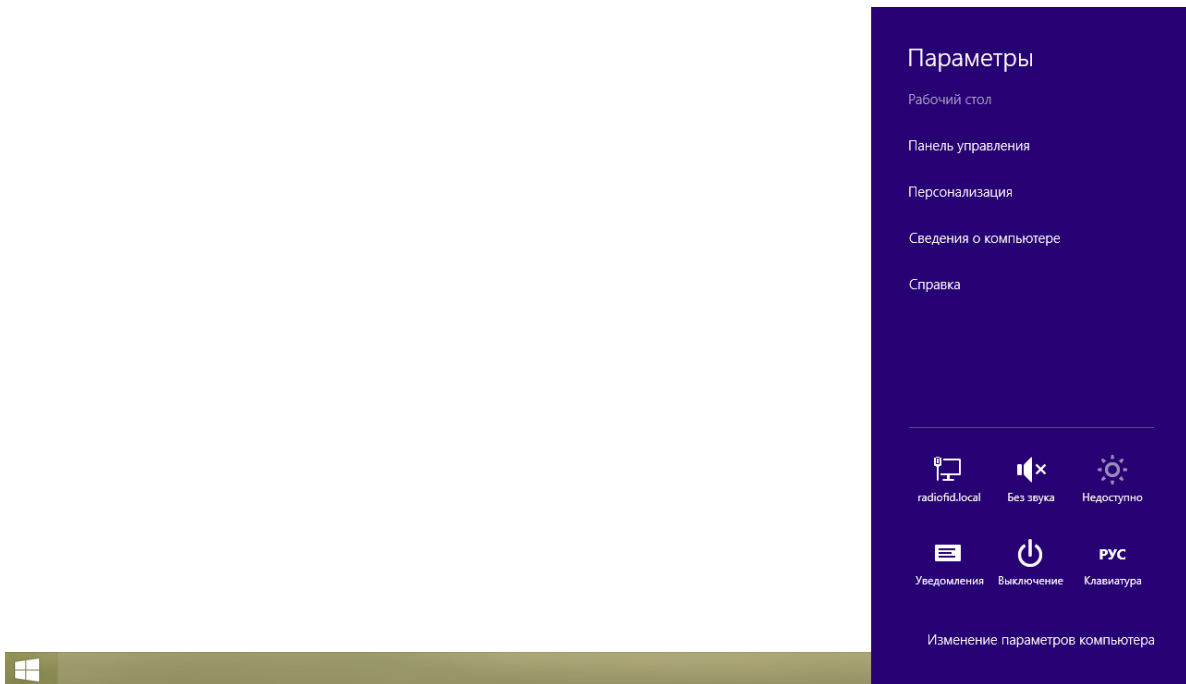 Параметры
Рабочий стол
Панель управления
Персонализация
Сведения о компьютере
Справка
radiofid.local
Без звука
Недоступно
РУС
Уведомления
Выключение
Клавиатура
Изменение параметров компьютера